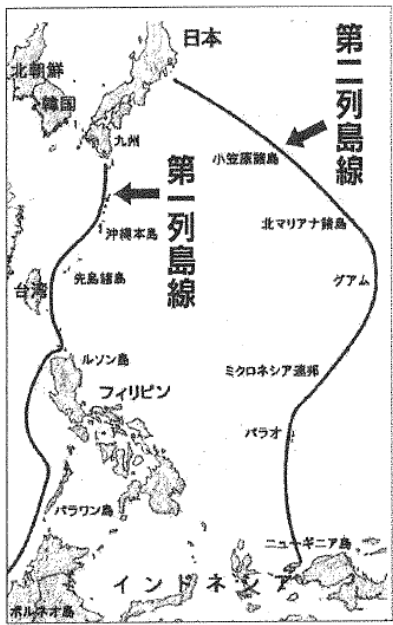 日本
第二列島線
北朝鮮
韓国
九州
小笠原諸島
第一列島線
沖縄本島
北マリアナ諸島
先島諸島
台湾
グアム
ルソン島
ミクロネシア連邦
フィリピン
パラオ
パラワン島
ニューギニア島
インドネシア
ボルネオ島